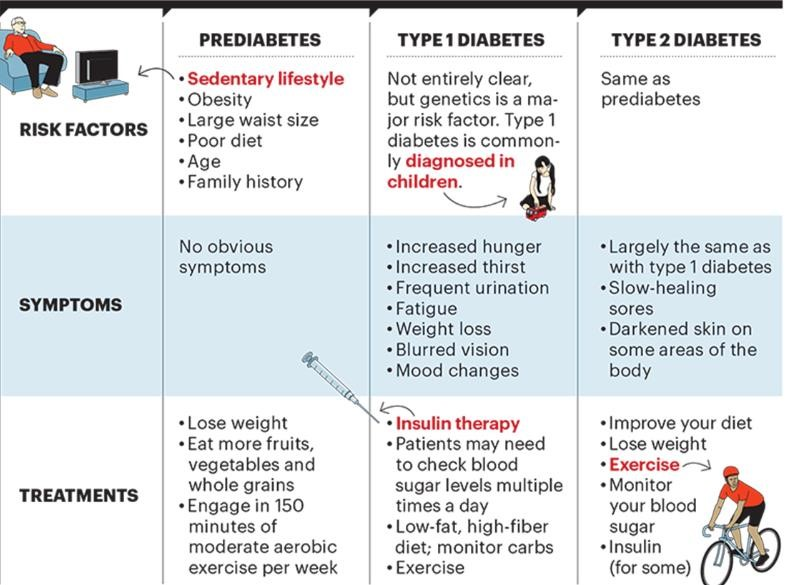 PREDIABETES
TYPE 1 DIABETES
TYPE 2 DIABETES
RISK FACTORS
• Sedentary lifestyle
• Obesity
• Large waist size
• Poor diet
• Age
• Family history
Not entirely clear,
but genetics is a ma-
jor risk factor. Type 1
diabetes is common-
ly diagnosed in
children.
Same as
prediabetes
SYMPTOMS
No obvious
symptoms
• Increased hunger
• Increased thirst
• Frequent urination
• Fatigue
• Weight loss
• Blurred vision
• Mood changes
• Largely the same as
with type 1 diabetes
• Slow-healing
sores
• Darkened skin on
some areas of the
body
TREATMENTS
• Lose weight
• Eat more fruits,
vegetables and
whole grains
• Engage in 150
minutes of
moderate aerobic
exercise per week
• Insulin therapy
• Patients may need
to check blood
sugar levels multiple
times a day
• Low-fat, high-fiber
diet; monitor carbs
• Exercise
• Improve your diet
• Lose weight
• Exercise
• Monitor
your blood
sugar
• Insulin
(for some)